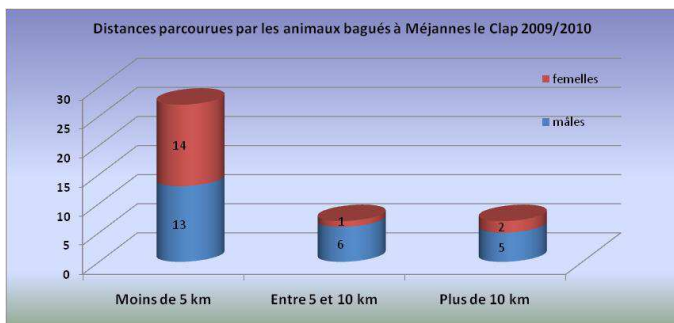 Distances parcourues par les animaux bagués à Méjannes le Clap 2009/2010
femelles
mâles
30
25
20
15
10
5
0
14
13
1
6
2
5
Moins de 5 km
Entre 5 et 10 km
Plus de 10 km